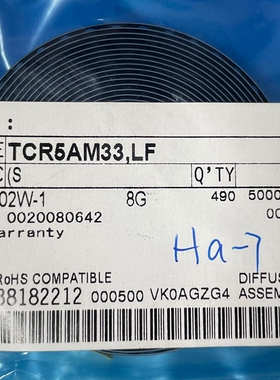 :
TCR5AM33,LF
C (S Q'TY
02W-1 8G 490 5000
0020080642 00
arranty
Ha-7
RoHS COMPATIBLE DIFFUS
38182212 000500 VK0AGZG4 ASSEM